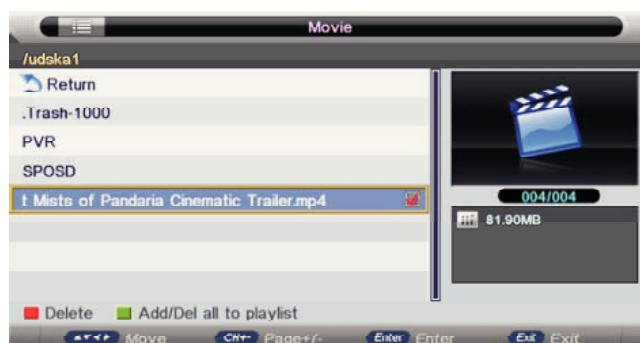 Movie
/udska1
Return
.Trash-1000
PVR
SPOSD
t Mists of Pandaria Cinematic Trailer.mp4
004/004
81.90MB
Delete Add/Del all to playlist
Move CH+- Page+/- Enter Enter Exit Exit